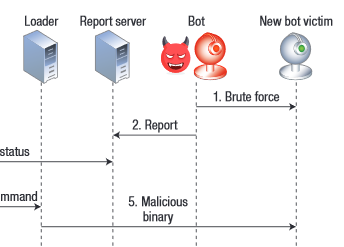 Loader
Report server
Bot
New bot victim
1. Brute force
2. Report
status
mmand
5. Malicious
binary